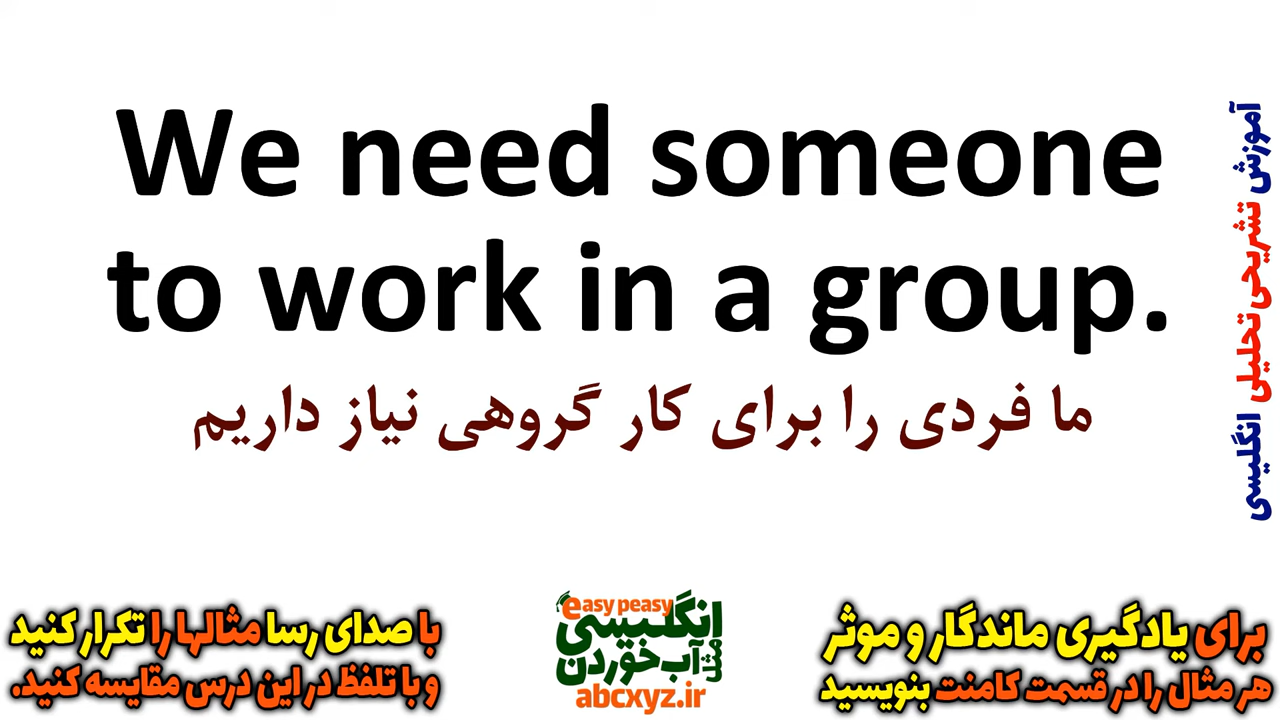 We need someone
to work in a group.
ما فردی را برای کار گروهی نیاز داریم
آموزش تشریحی تحلیلی انگلیسی
برای یادگیری ماندگار و موثر
هر مثال را در قسمت کامنت بنویسید
easy peasy
انگلیسی
مثل آب خوردن
abcxyz.ir
با صدای رسا مثالها را تکرار کنید
و با تلفظ در این درس مقایسه کنید.